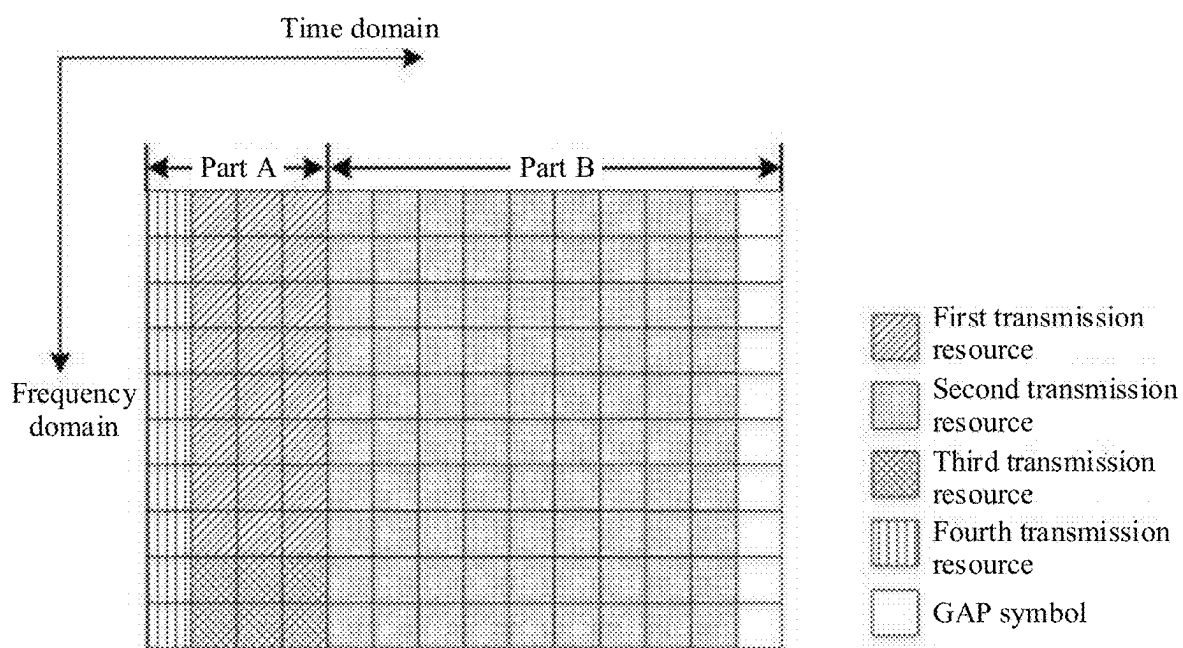 Time domain
Part A
Part B
Frequency
domain
First transmission
resource
Second transmission
resource
Third transmission
resource
Fourth transmission
resource
GAP symbol